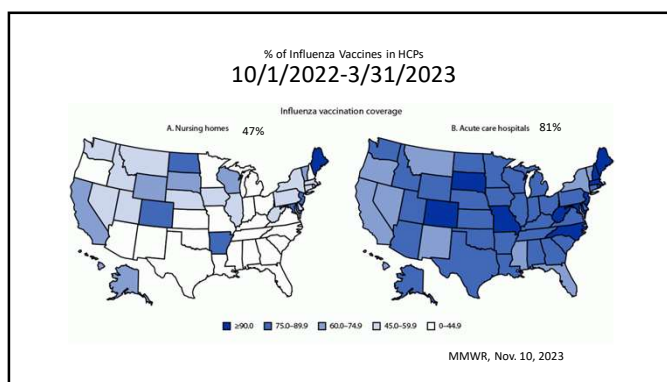 % of Influenza Vaccines in HCPs
10/1/2022-3/31/2023
Influenza vaccination coverage
A. Nursing homes 47%
B. Acute care hospitals 81%
≥90.0 75.0–89.9 60.0–74.9 45.0–59.9 0–44.9
MMWR, Nov. 10, 2023